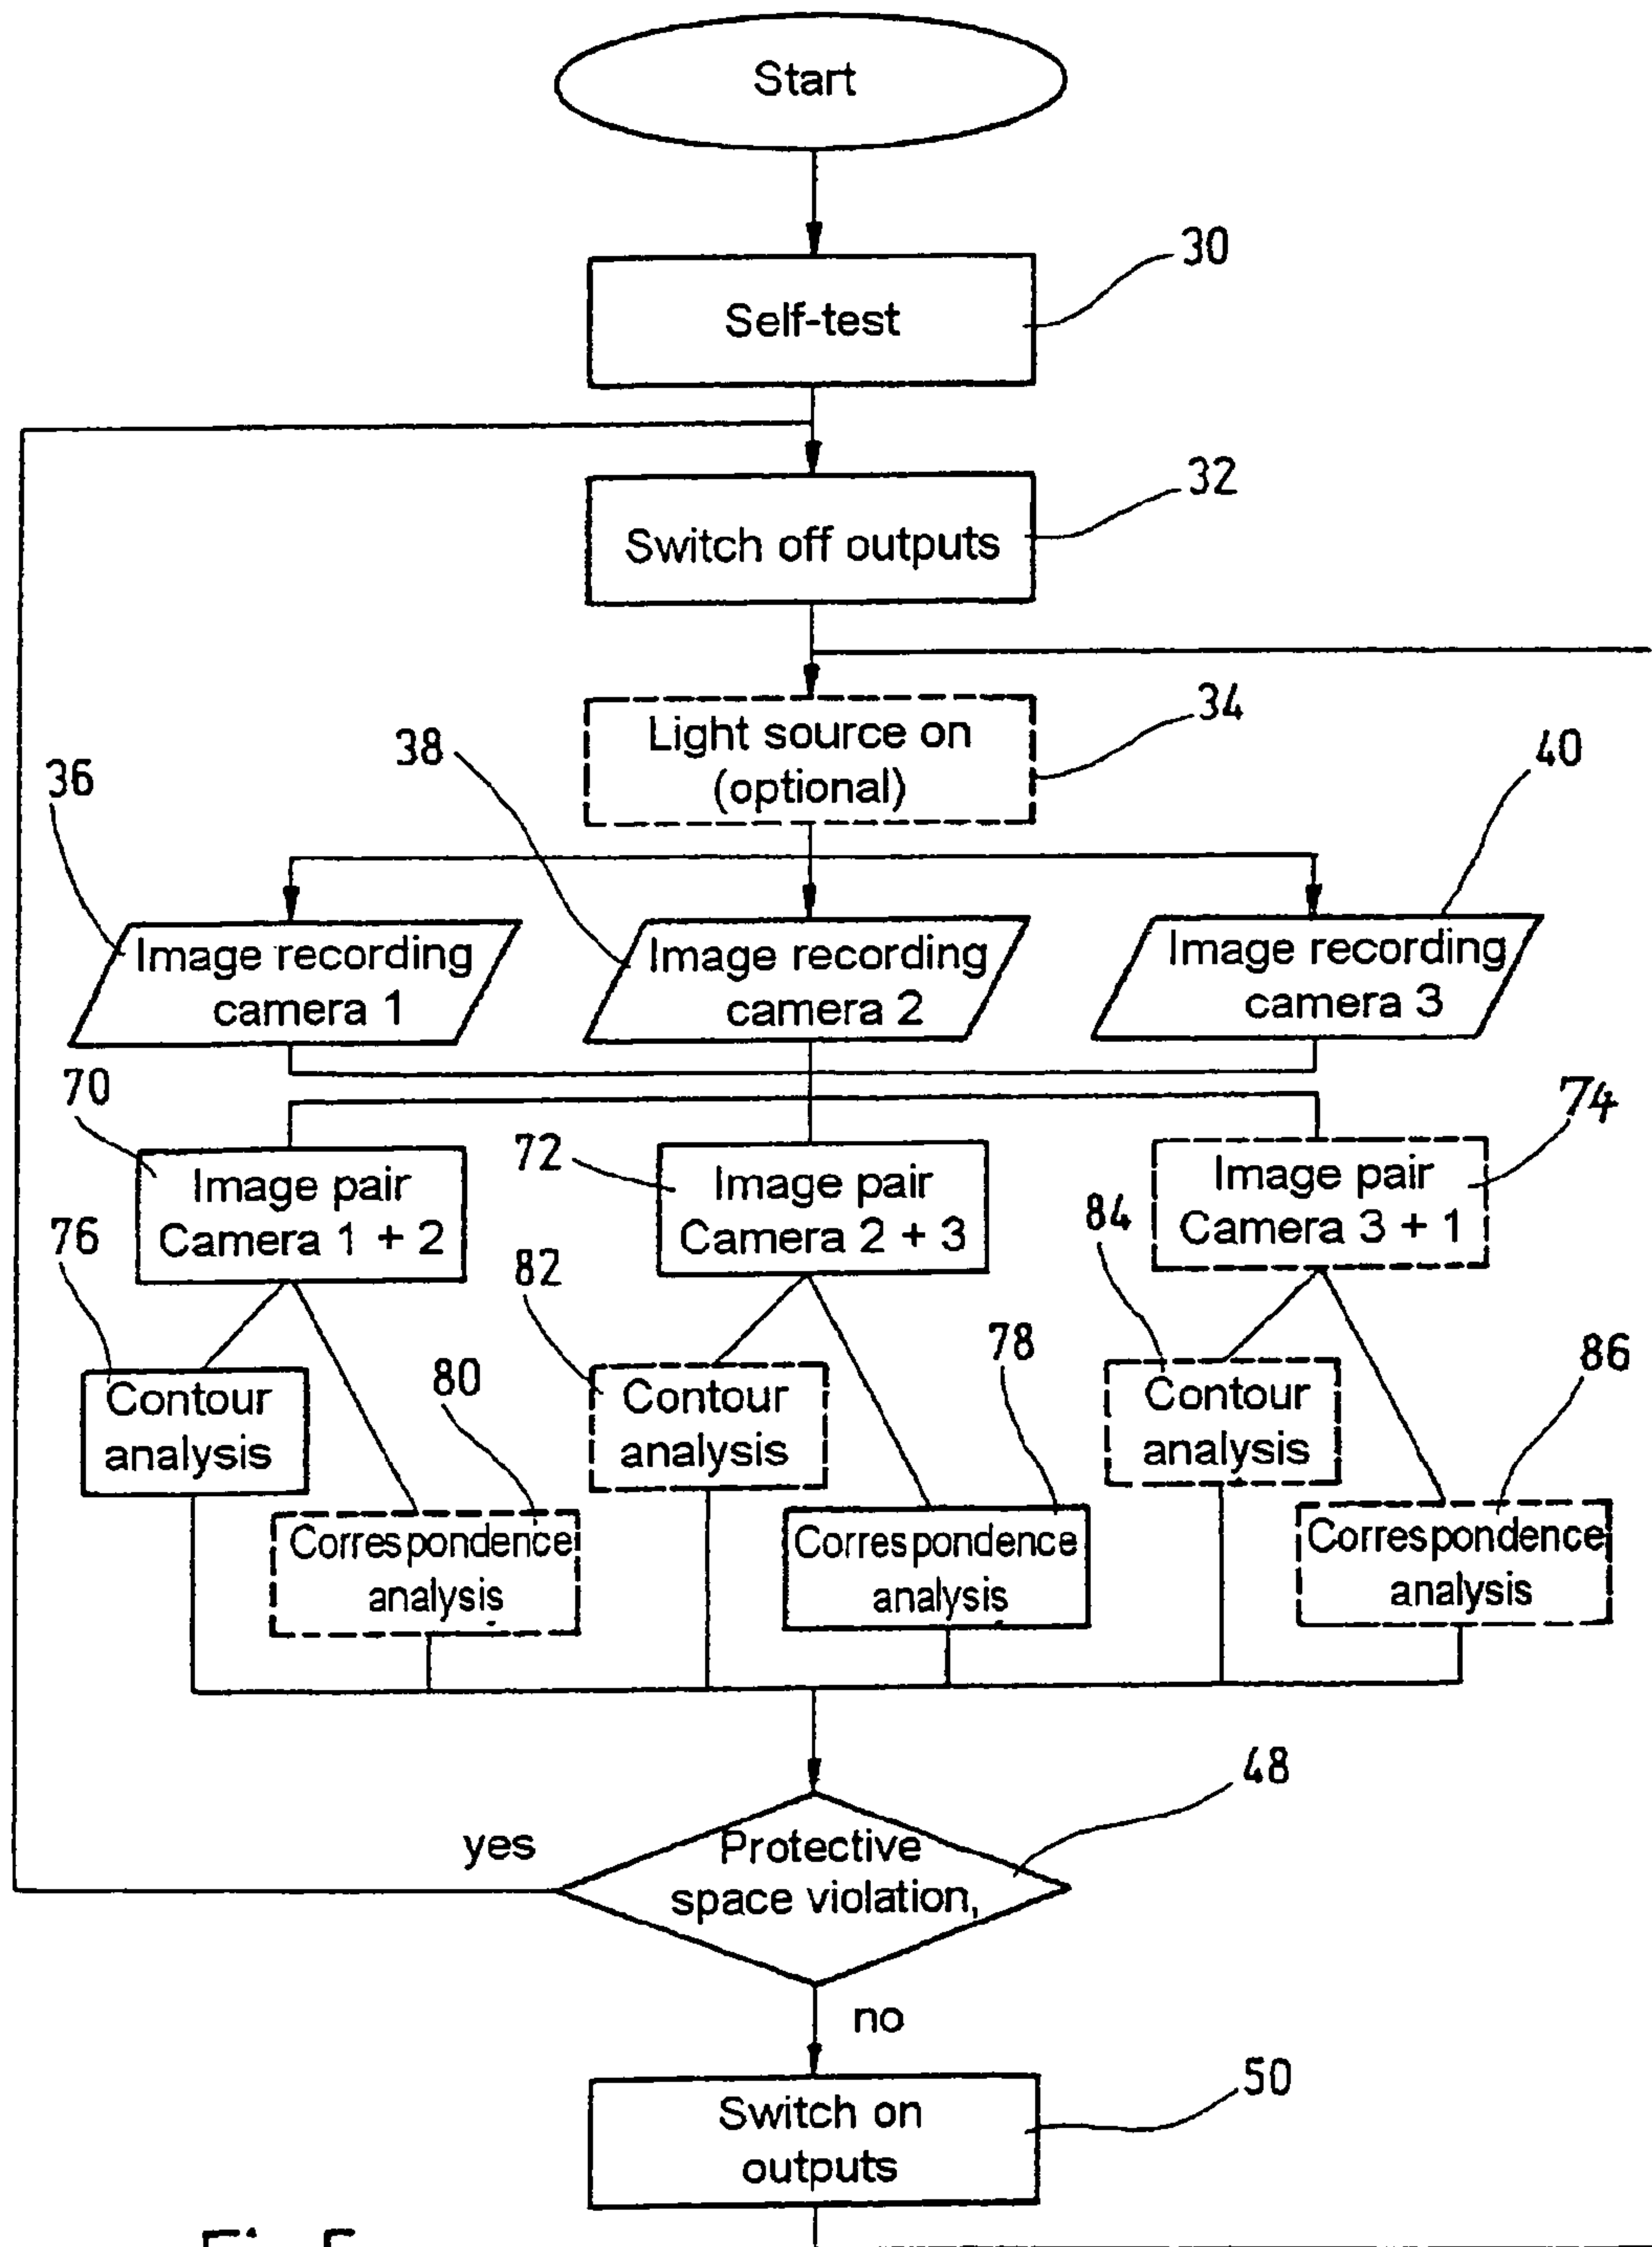 Start
30
Self-test
32
Switch off outputs
34
Light source on
(optional)
36
38
40
Image recording
camera 1
Image recording
camera 2
Image recording
camera 3
70
72
74
Image pair
Camera 1 + 2
Image pair
Camera 2 + 3
Image pair
Camera 3 + 1
76
82
84
80
78
86
Contour
analysis
Contour
analysis
Contour
analysis
Correspondence
analysis
Correspondence
analysis
Correspondence
analysis
48
yes
Protective
space violation,
no
50
Switch on
outputs